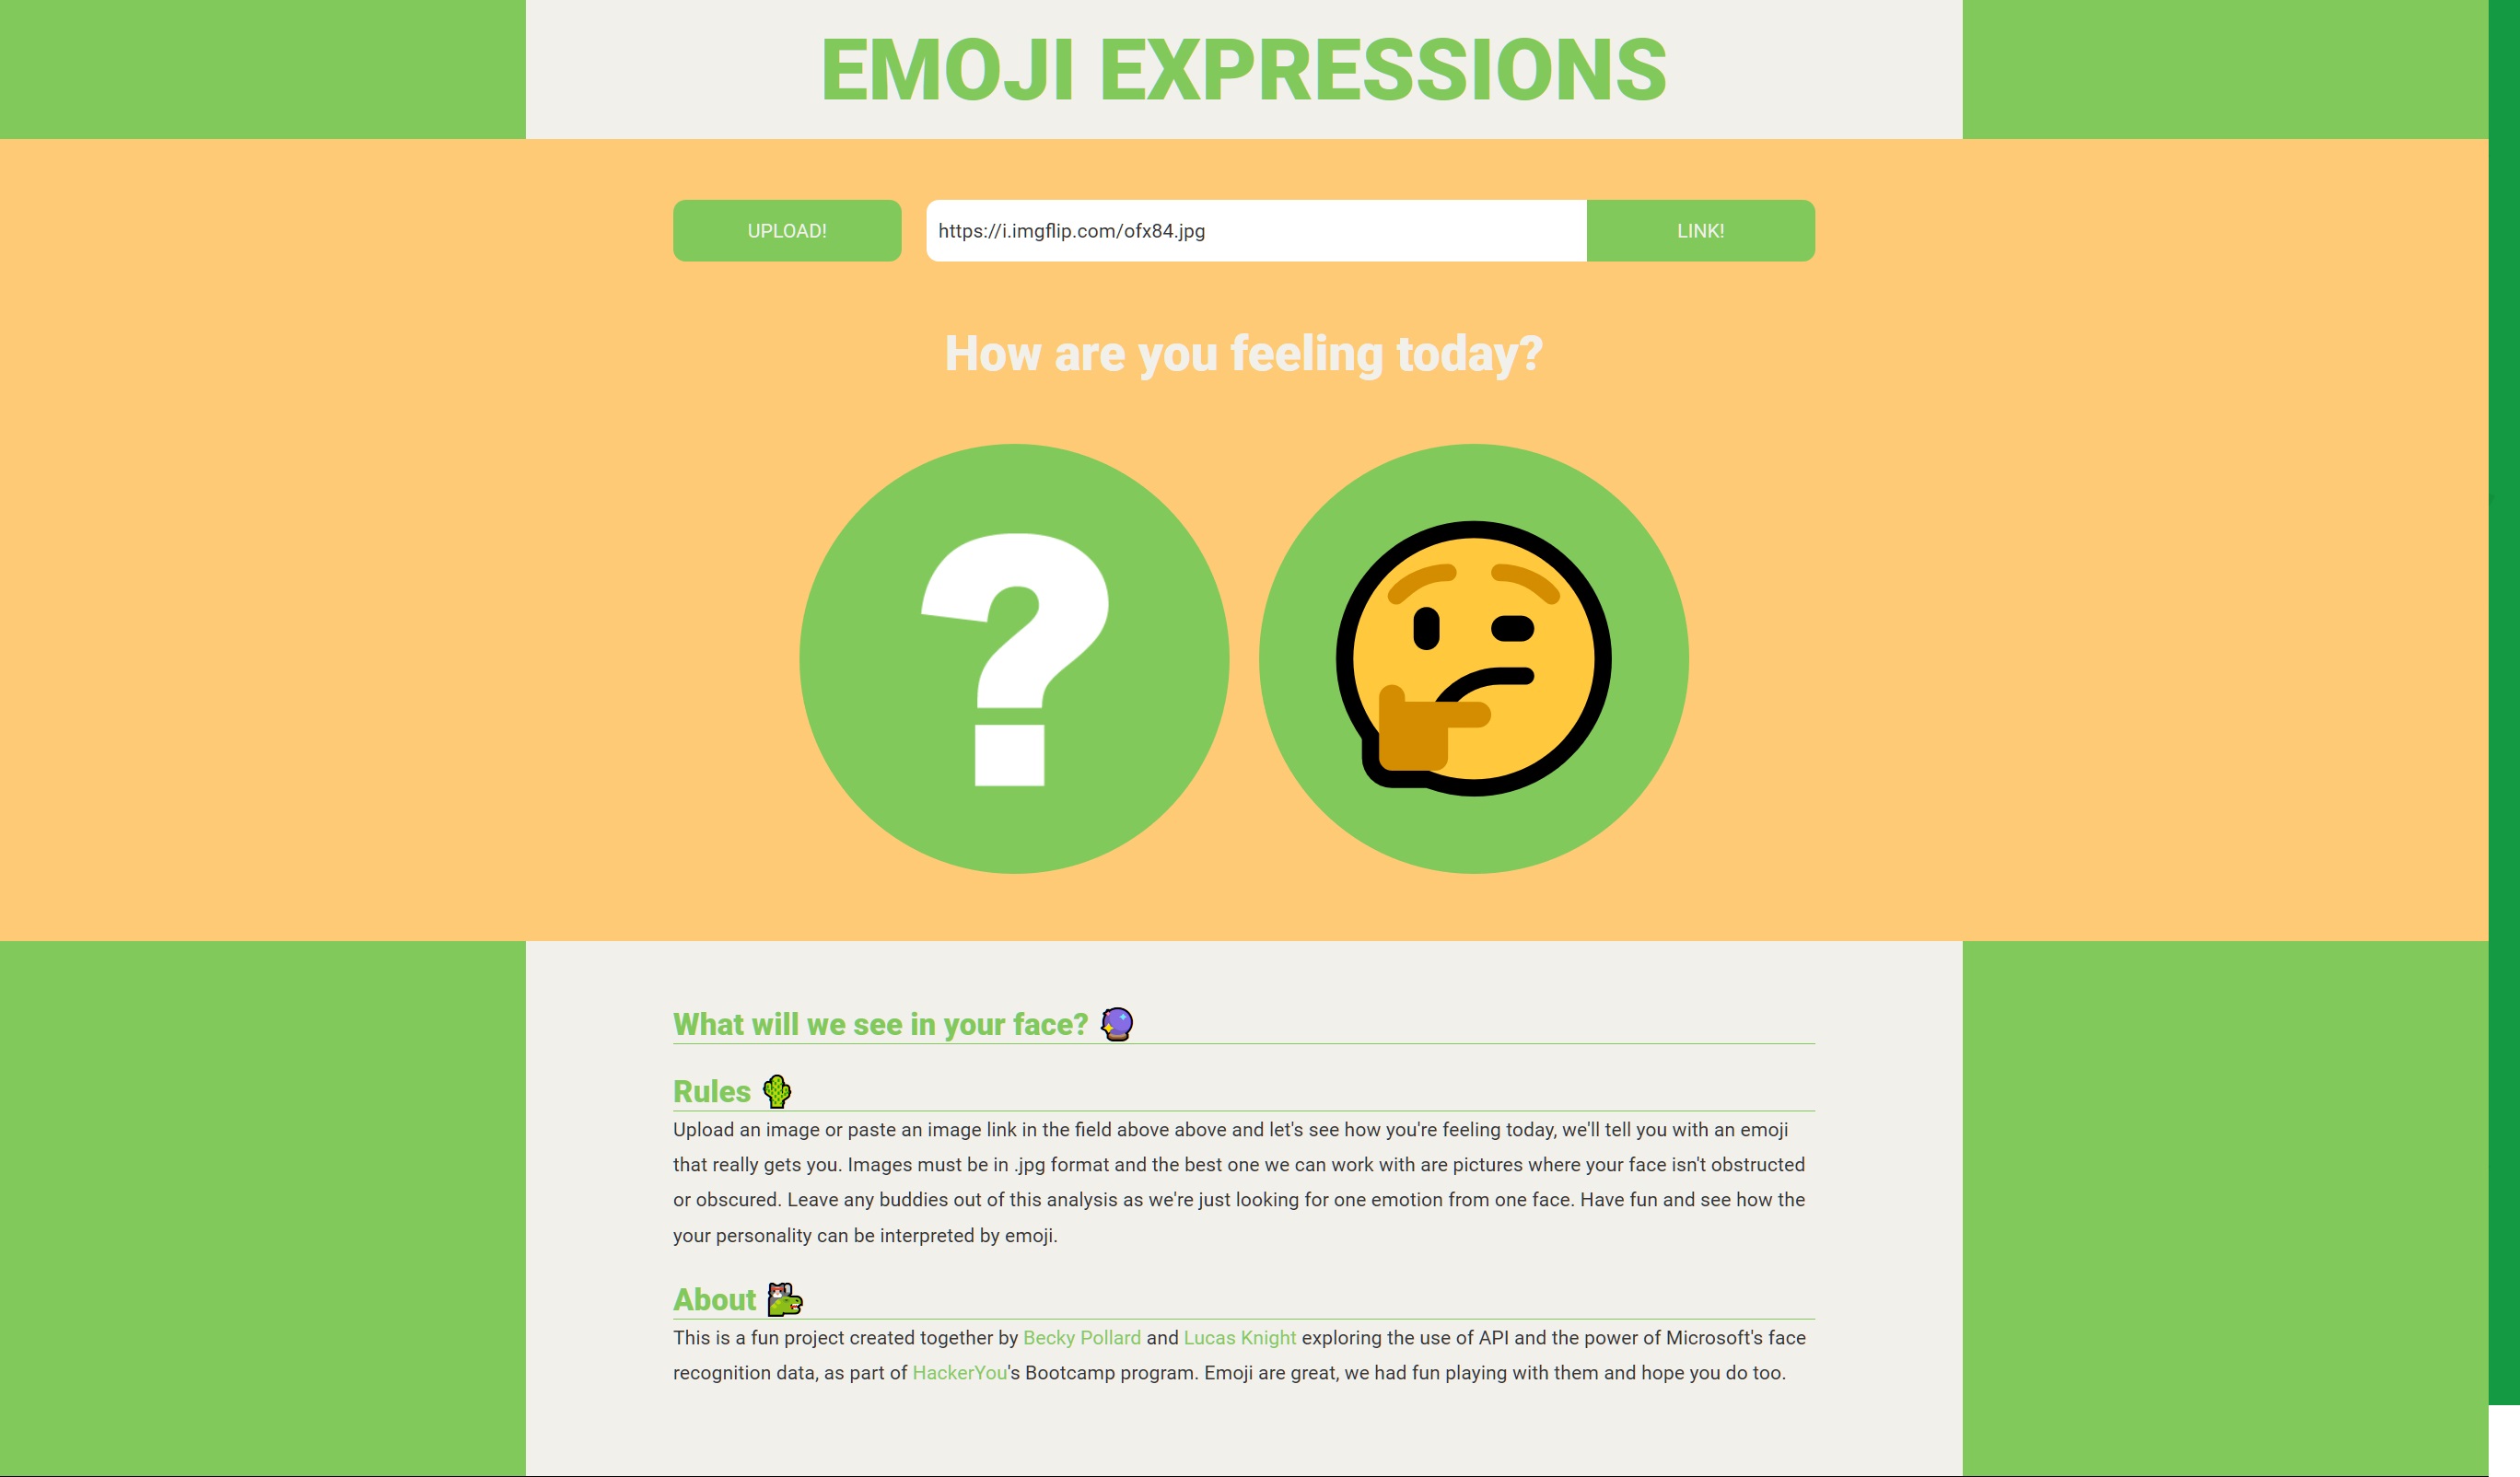 EMOJI EXPRESSIONS
UPLOAD!
https://i.imgflip.com/ofx84.jpg
LINK!
How are you feeling today?
?
What will we see in your face?
Rules
Upload an image or paste an image link in the field above above and let's see how you're feeling today, we'll tell you with an emoji
that really gets you. Images must be in .jpg format and the best one we can work with are pictures where your face isn't obstructed
or obscured. Leave any buddies out of this analysis as we're just looking for one emotion from one face. Have fun and see how the
your personality can be interpreted by emoji.
About
This is a fun project created together by Becky Pollard and Lucas Knight exploring the use of API and the power of Microsoft's face
recognition data, as part of HackerYou's Bootcamp program. Emoji are great, we had fun playing with them and hope you do too.